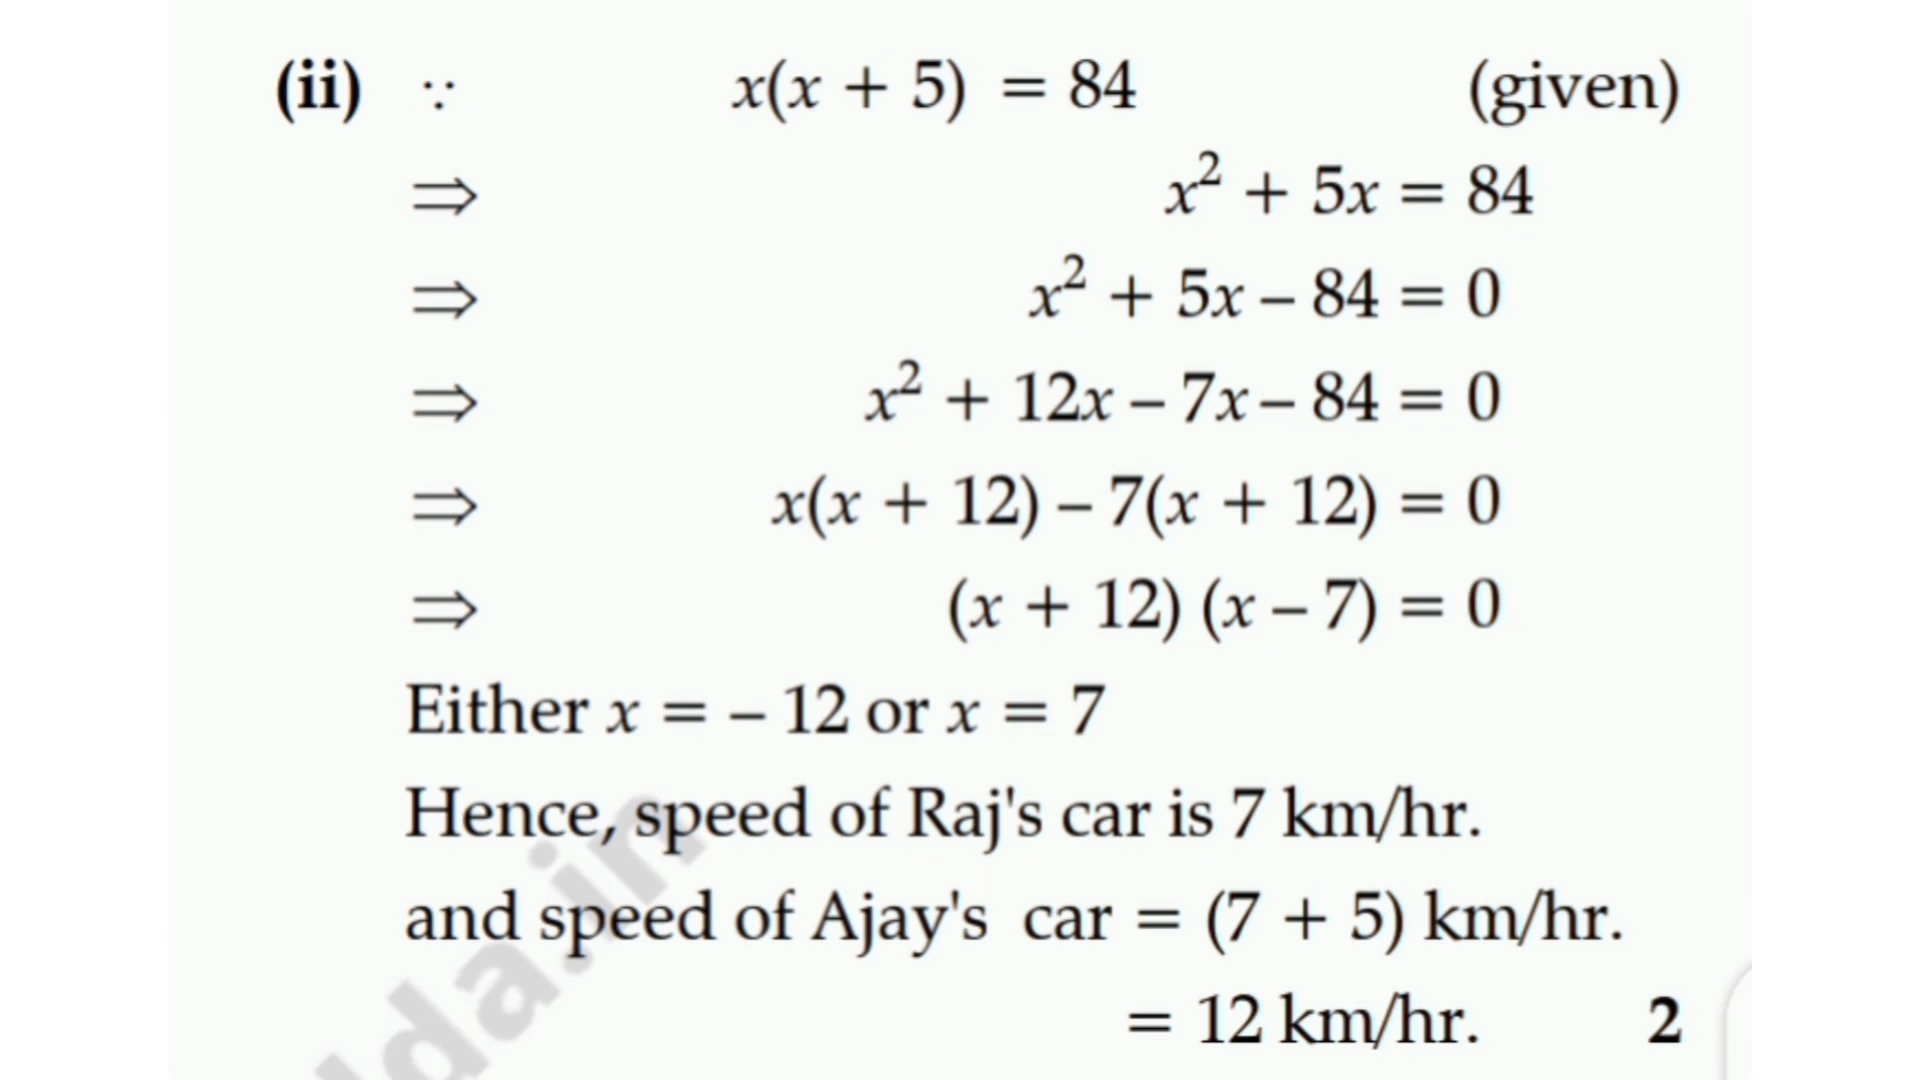 (ii) ∵ x(x + 5) = 84 (given)
⇒ x² + 5x = 84
⇒ x² + 5x – 84 = 0
⇒ x² + 12x – 7x – 84 = 0
⇒ x(x + 12) – 7(x + 12) = 0
⇒ (x + 12) (x – 7) = 0
Either x = – 12 or x = 7
Hence, speed of Raj's car is 7 km/hr.
and speed of Ajay's car = (7 + 5) km/hr.
= 12 km/hr. 2
dda.in